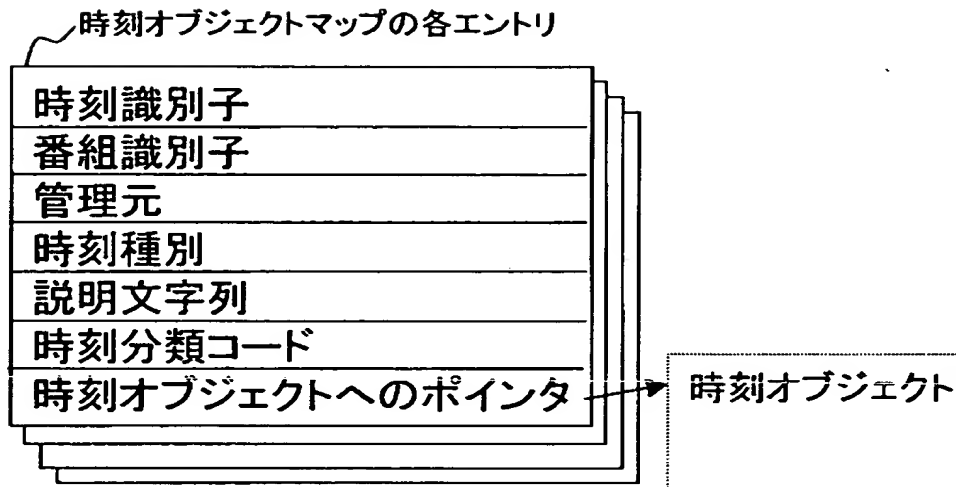 時刻オブジェクトマップの各エントリ
時刻識別子
番組識別子
管理元
時刻種別
説明文字列
時刻分類コード
時刻オブジェクトへのポインタ
時刻オブジェクト